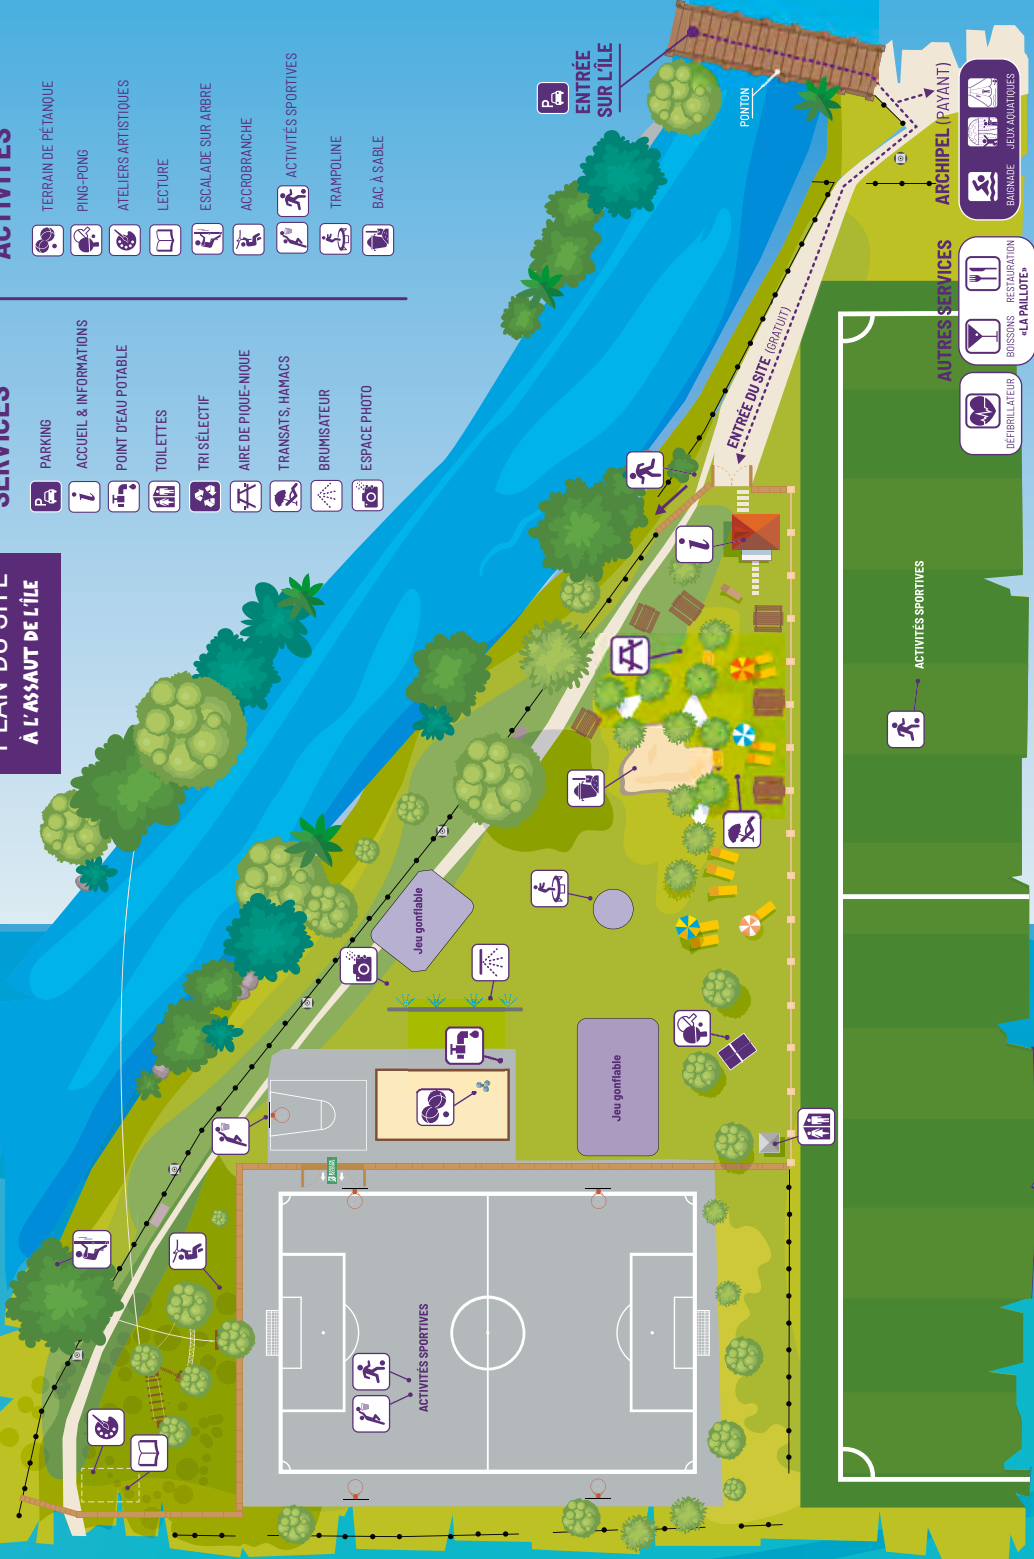 PLAN DU SITE
À L'ASSAUT DE L'ÎLE
SERVICES
P
PARKING
i
ACCUEIL & INFORMATIONS
POINT D'EAU POTABLE
TOILETTES
TRI SÉLECTIF
AIRE DE PIQUE-NIQUE
TRANSATS, HAMACS
BRUMISATEUR
ESPACE PHOTO
ACTIVITÉS
TERRAIN DE PÉTANQUE
PING-PONG
ATELIERS ARTISTIQUES
LECTURE
ESCALADE SUR ARBRE
ACCROBRANCHE
ACTIVITÉS SPORTIVES
TRAMPOLINE
BAC À SABLE
P
ENTRÉE
SUR L'ÎLE
PONTON
ARCHIPEL (PAYANT)
BAIGNADE
JEUX AQUATIQUES
AUTRES SERVICES
DÉFIBRILLATEUR
BOISSONS
RESTAURATION
«LA PAILLOTE»
ENTRÉE DU SITE (GRATUIT)
i
Jeu gonflable
Jeu gonflable
ACTIVITÉS SPORTIVES
ACTIVITÉS SPORTIVES